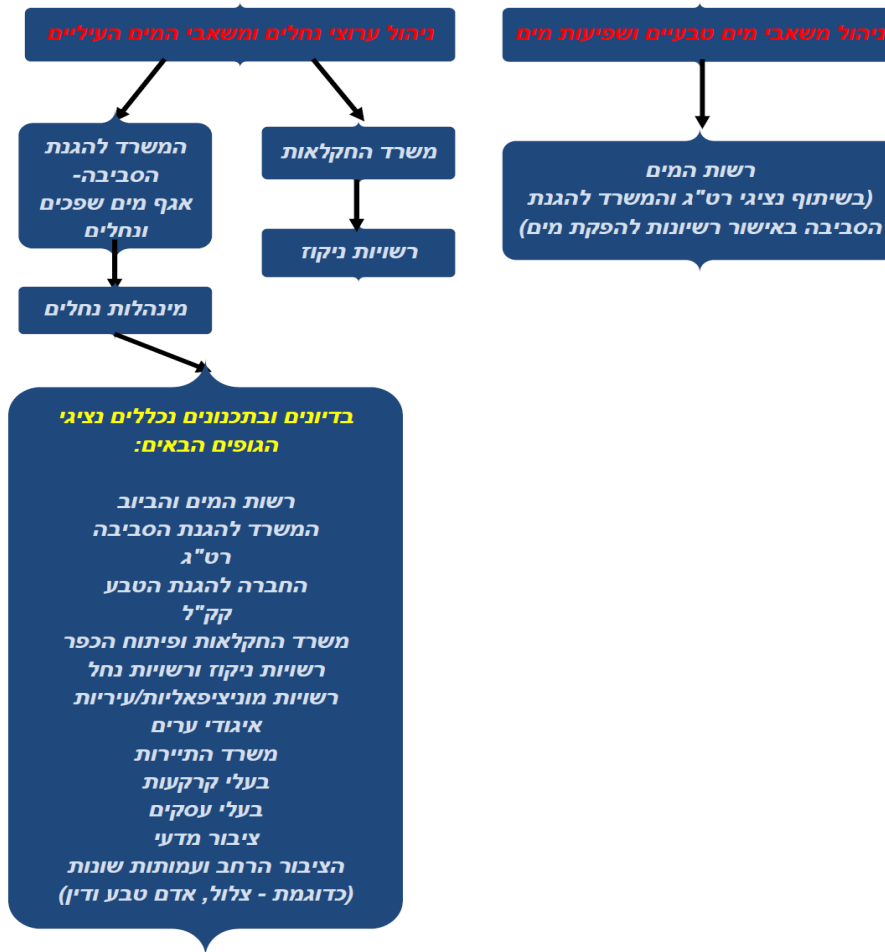 ניהול משאבי מים טבעיים ושפיעות מים
רשות המים
(בשיתוף נציגי רט"ג והמשרד להגנת
הסביבה באישור רשיונות להפקת מים)
ניהול ערוצי נחלים ומשאבי המים העיליים
משרד החקלאות
רשויות ניקוז
המשרד להגנת
הסביבה-
אגף מים שפכים
ונחלים
מינהלות נחלים
בדיונים ובתכנונים נכללים נציגי
הגופים הבאים:
רשות המים והביוב
המשרד להגנת הסביבה
רט"ג
החברה להגנת הטבע
קק"ל
משרד החקלאות ופיתוח הכפר
רשויות ניקוז ורשויות נחל
רשויות מוניציפאליות/עיריות
איגודי ערים
משרד התיירות
בעלי קרקעות
בעלי עסקים
ציבור מדעי
הציבור הרחב ועמותות שונות
(כדוגמת - צלול, אדם טבע ודין)